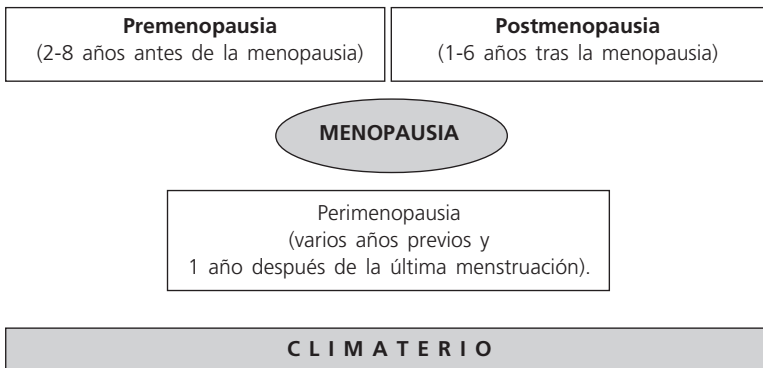 Premenopausia
(2-8 años antes de la menopausia)
Postmenopausia
(1-6 años tras la menopausia)
MENOPAUSIA
Perimenopausia
(varios años previos y
1 año después de la última menstruación).
CLIMATERIO